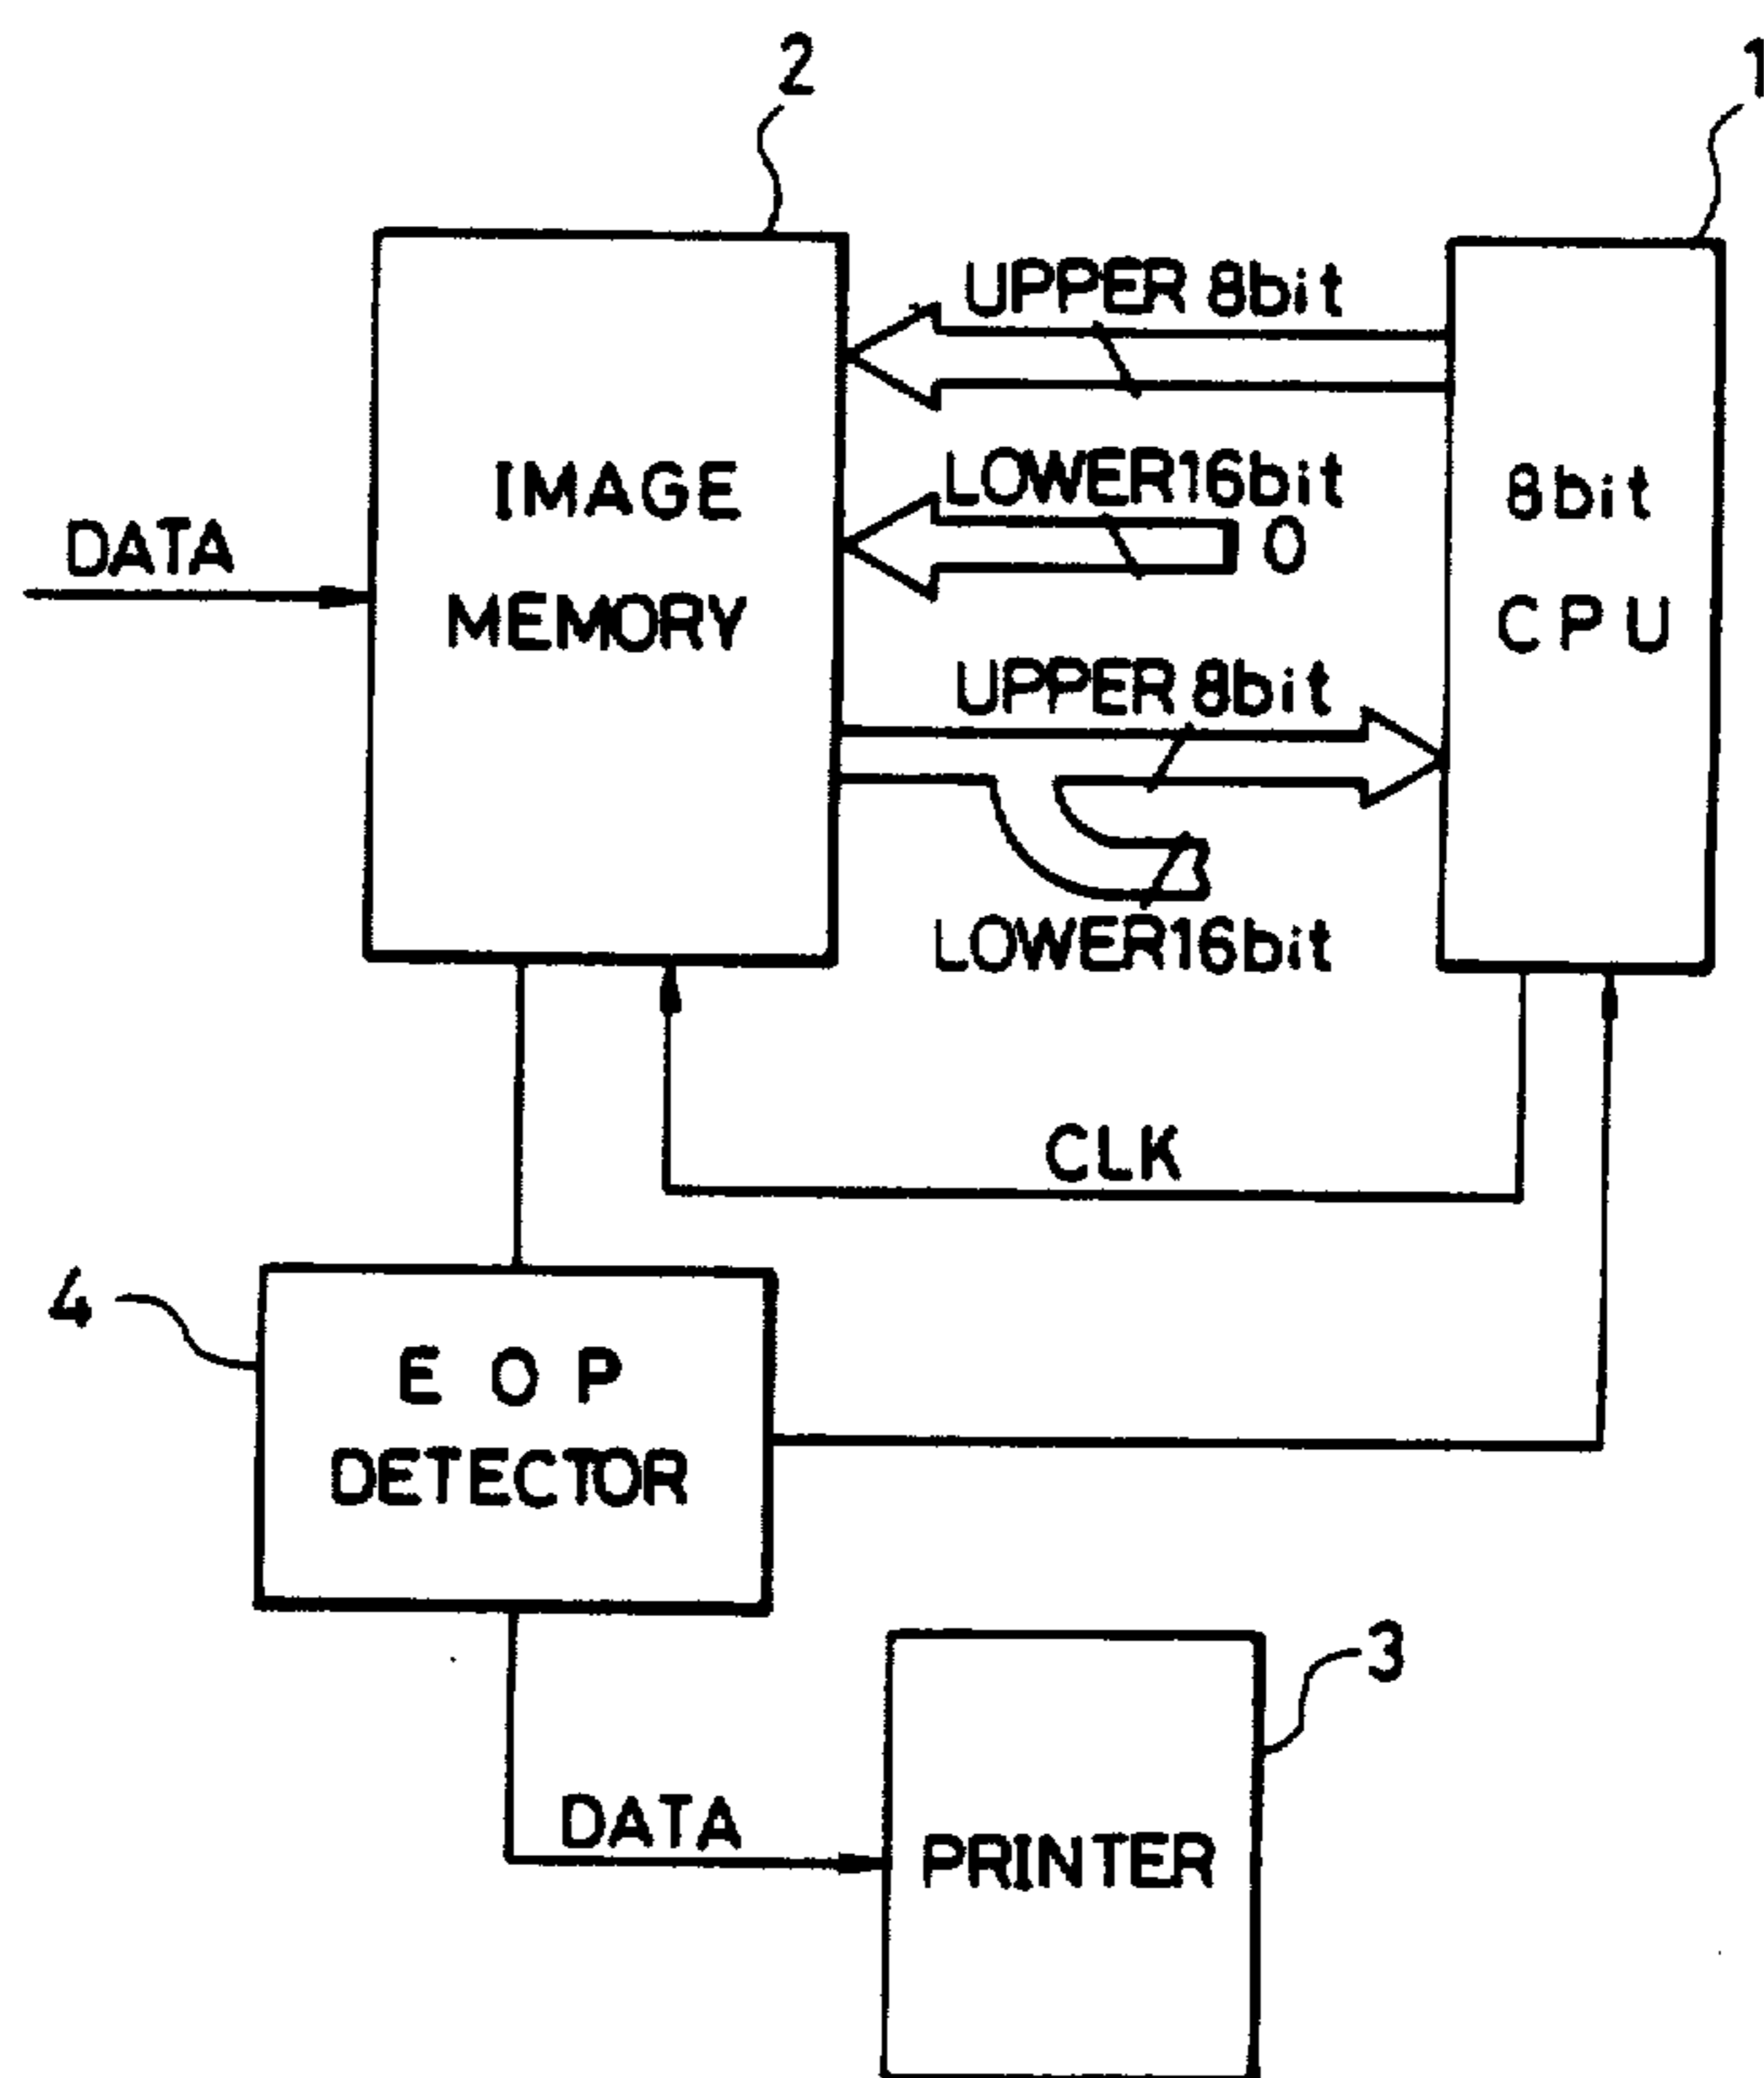 2
1
UPPER 8bit
IMAGE
MEMORY
LOWER16bit
0
8bit
CPU
DATA
UPPER 8bit
LOWER16bit
CLK
4
EOP
DETECTOR
3
DATA
PRINTER